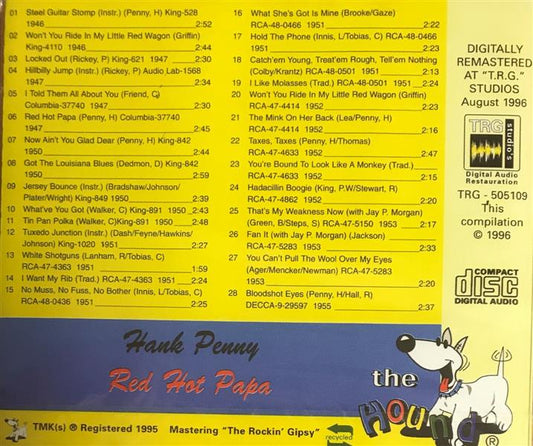 01 Steel Guitar Stomp (Instr.) (Penny, H) King-528
1946 2:52
02 Won't You Ride In My Little Red Wagon (Griffin)
King-4110 1946 2:44
03 Locked Out (Rickey, P) King-621 1947 2:30
04 Hillbilly Jump (Instr.) (Rickey, P) Audio Lab-1568
1947 2:34
05 I Told Them All About You (Friend, C)
Columbia-37740 1947 2:30
06 Red Hot Papa (Penny, H) Columbia-37740
1947 2:45
07 Now Ain't You Glad Dear (Penny, H) King-842
1950 2:44
08 Got The Louisiana Blues (Dedmon, D) King-842
1950 2:59
09 Jersey Bounce (Instr.) (Bradshaw/Johnson/
Plater/Wright) King-849 1950 2:39
10 What've You Got (Walker, C) King-891 1950 2:43
11 Tin Pan Polka (Walker, C) King-891 1950 2:48
12 Tuxedo Junction (Instr.) (Dash/Feyne/Hawkins/
Johnson) King-1020 1951 2:27
13 White Shotguns (Lanham, R/Tobias, C)
RCA-47-4363 1951 1:59
14 I Want My Rib (Trad.) RCA-47-4363 1951 2:24
15 No Muss, No Fuss, No Bother (Innis, L/Tobias, C)
RCA-48-0436 1951 2:25
16 What She's Got Is Mine (Brooke/Gaze)
RCA-48-0466 1951 2:22
17 Hold The Phone (Innis, L/Tobias, C) RCA-48-0466
1951 2:23
18 Catch'em Young, Treat'em Rough, Tell'em Nothing
(Colby/Krantz) RCA-48-0501 1951 2:13
19 I Like Molasses (Trad.) RCA-48-0501 1951 2:24
20 Won't You Ride In My Little Red Wagon (Griffin)
RCA-47-4414 1952 2:23
21 The Mink On Her Back (Lea/Penny, H)
RCA-47-4414 1952 2:16
22 Taxes, Taxes (Penny, H/Thomas)
RCA-47-4633 1952 2:47
23 You're Bound To Look Like A Monkey (Trad.)
RCA-47-4633 1952 2:15
24 Hadacillin Boogie (King, P.W/Stewart, R)
RCA-47-4862 1952 2:20
25 That's My Weakness Now (with Jay P. Morgan)
(Green, B/Steps, S) RCA-47-5150 1953 2:17
26 Fan It (with Jay P. Morgan) (Jackson)
RCA-47-5283 1953 2:33
27 You Can't Pull The Wool Over My Eyes
(Ager/Mencker/Newman) RCA-47-5283
1953 2:20
28 Bloodshot Eyes (Penny, H/Hall, R)
DECCA-9-29597 1955 2:37
DIGITALLY
REMASTERED
AT "T.R.G."
STUDIOS
August 1996
TRG
studio's
Digital Audio
Restauration
TRG - 505109
This
compilation
© 1996
COMPACT
disc
DIGITAL AUDIO
Hank Penny
Red Hot Papa
the
HOUND
®
TMK(s) ® Registered 1995 Mastering "The Rockin' Gipsy"
recycled